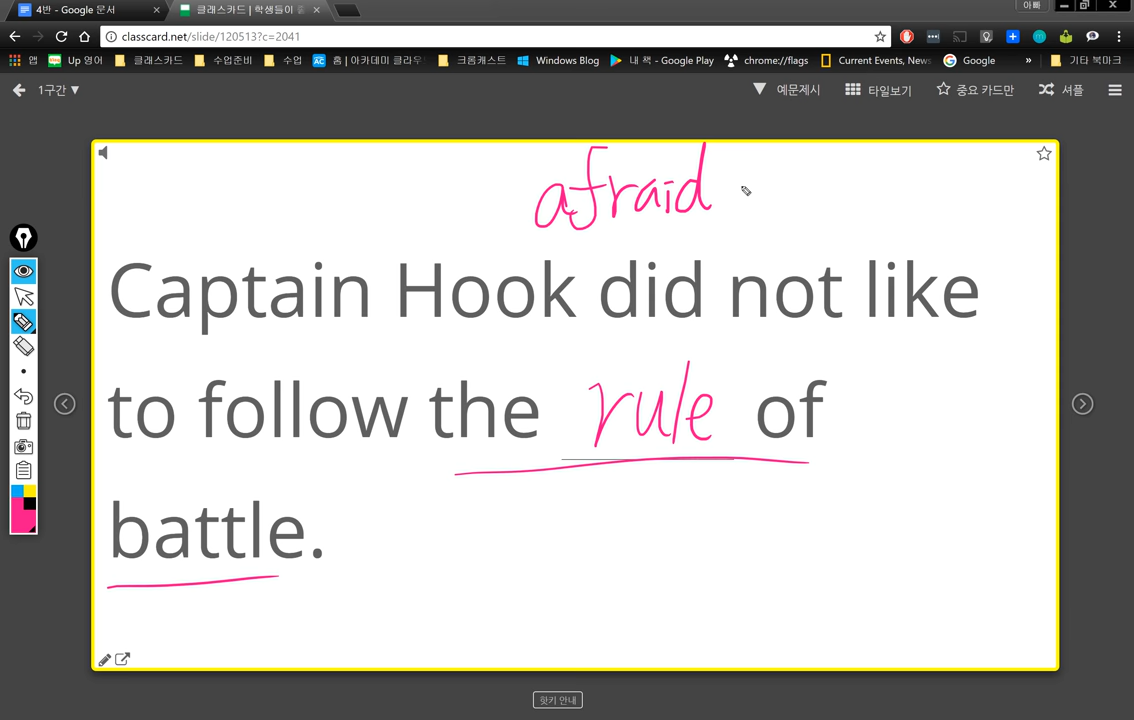 4반 - Google 문서
클래스카드 | 학생들이 
아빠
classcard.net/slide/120513?c=2041
앱 Up 영어 클래스카드 수업준비 수업 홈 | 아카데미 클라우 크롬캐스트 Windows Blog 내 책 - Google Play chrome://flags Current Events, News Google » 기타 북마크
1구간 ▼ ▼ 예문제시 타일보기 중요 카드만 셔플
afraid
Captain Hook did not like
to follow the rule of
battle.
핫키 안내